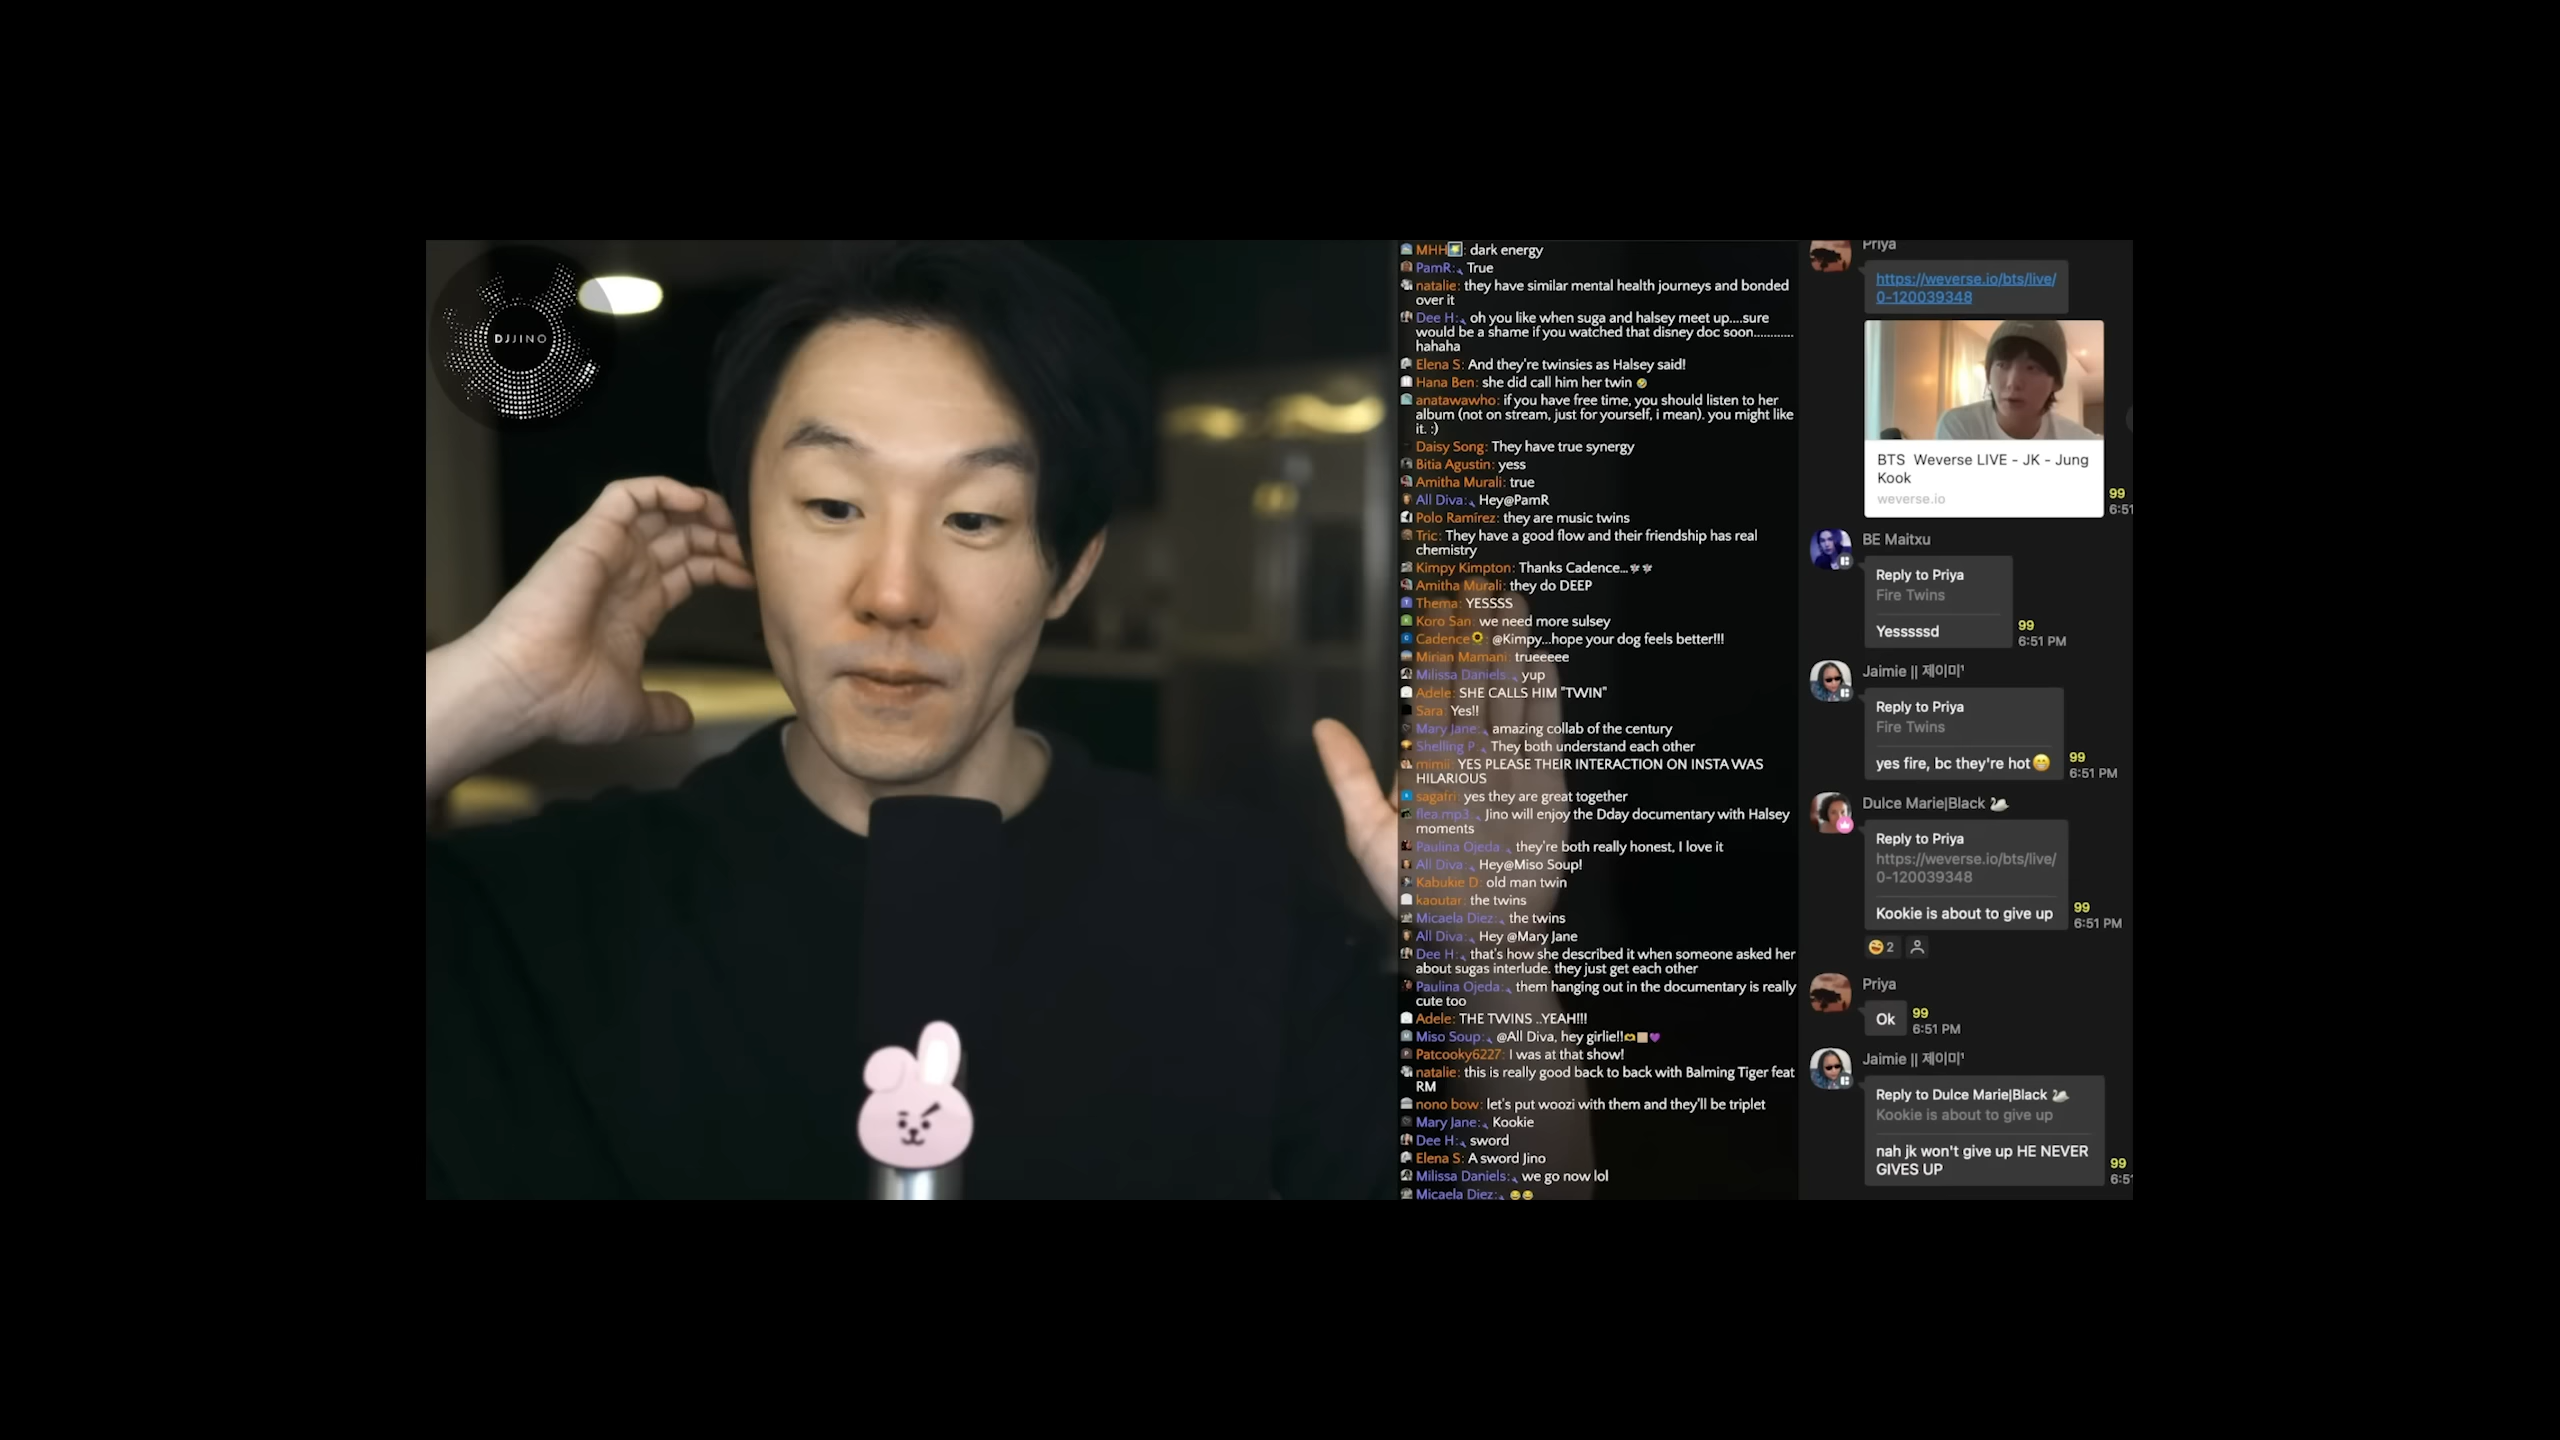 DJJINO
MHH: dark energy
PamR: True
natalie: they have similar mental health journeys and bonded
over it
Dee H: oh you like when suga and halsey meet up....sure
would be a shame if you watched that disney doc soon............
hahaha
Elena S: And they're twinsies as Halsey said!
Hana Ben: she did call him her twin 🤣
anatawawho: if you have free time, you should listen to her
album (not on stream, just for yourself, i mean). you might like
it. :)
Daisy Song: They have true synergy
Bitia Agustin: yess
Amitha Murali: true
All Diva: Hey@PamR
Polo Ramírez: they are music twins
Tric: They have a good flow and their friendship has real
chemistry
Kimpy Kimpton: Thanks Cadence...
Amitha Murali: they do DEEP
Thema: YESSSS
Koro San: we need more sulsey
Cadence🌻: @Kimpy...hope your dog feels better!!!
Mirian Mamani: trueeeee
Milissa Daniels: yup
Adele: SHE CALLS HIM "TWIN"
Sara: Yes!!
Mary Jane: amazing collab of the century
Shelling P: They both understand each other
mimii: YES PLEASE THEIR INTERACTION ON INSTA WAS
HILARIOUS
sagafri: yes they are great together
flea.mp3: Jino will enjoy the Dday documentary with Halsey
moments
Paulina Ojeda: they're both really honest, I love it
All Diva: Hey@Miso Soup!
Kabukie D: old man twin
kaoutar: the twins
Micaela Diez: the twins
All Diva: Hey @Mary Jane
Dee H: that's how she described it when someone asked her
about sugas interlude. they just get each other
Paulina Ojeda: them hanging out in the documentary is really
cute too
Adele: THE TWINS ..YEAH!!!
Miso Soup: @All Diva, hey girlie!!🫶🏼💜
Patcooky6227: I was at that show!
natalie: this is really good back to back with Balming Tiger feat
RM
nono bow: let's put woozi with them and they'll be triplet
Mary Jane: Kookie
Dee H: sword
Elena S: A sword Jino
Milissa Daniels: we go now lol
Micaela Diez: 😂😂
Priya
https://weverse.io/bts/live/
0-120039348
BTS Weverse LIVE - JK - Jung
Kook
weverse.io
99
6:51
BE Maitxu
Reply to Priya
Fire Twins
Yesssssd
99
6:51 PM
Jaimie || 제이미¹
Reply to Priya
Fire Twins
yes fire, bc they're hot😁
99
6:51 PM
Dulce Marie|Black 🦢
Reply to Priya
https://weverse.io/bts/live/
0-120039348
Kookie is about to give up
99
6:51 PM
😆 2
Priya
Ok
99
6:51 PM
Jaimie || 제이미¹
Reply to Dulce Marie|Black 🦢
Kookie is about to give up
nah jk won't give up HE NEVER
GIVES UP
99
6:51